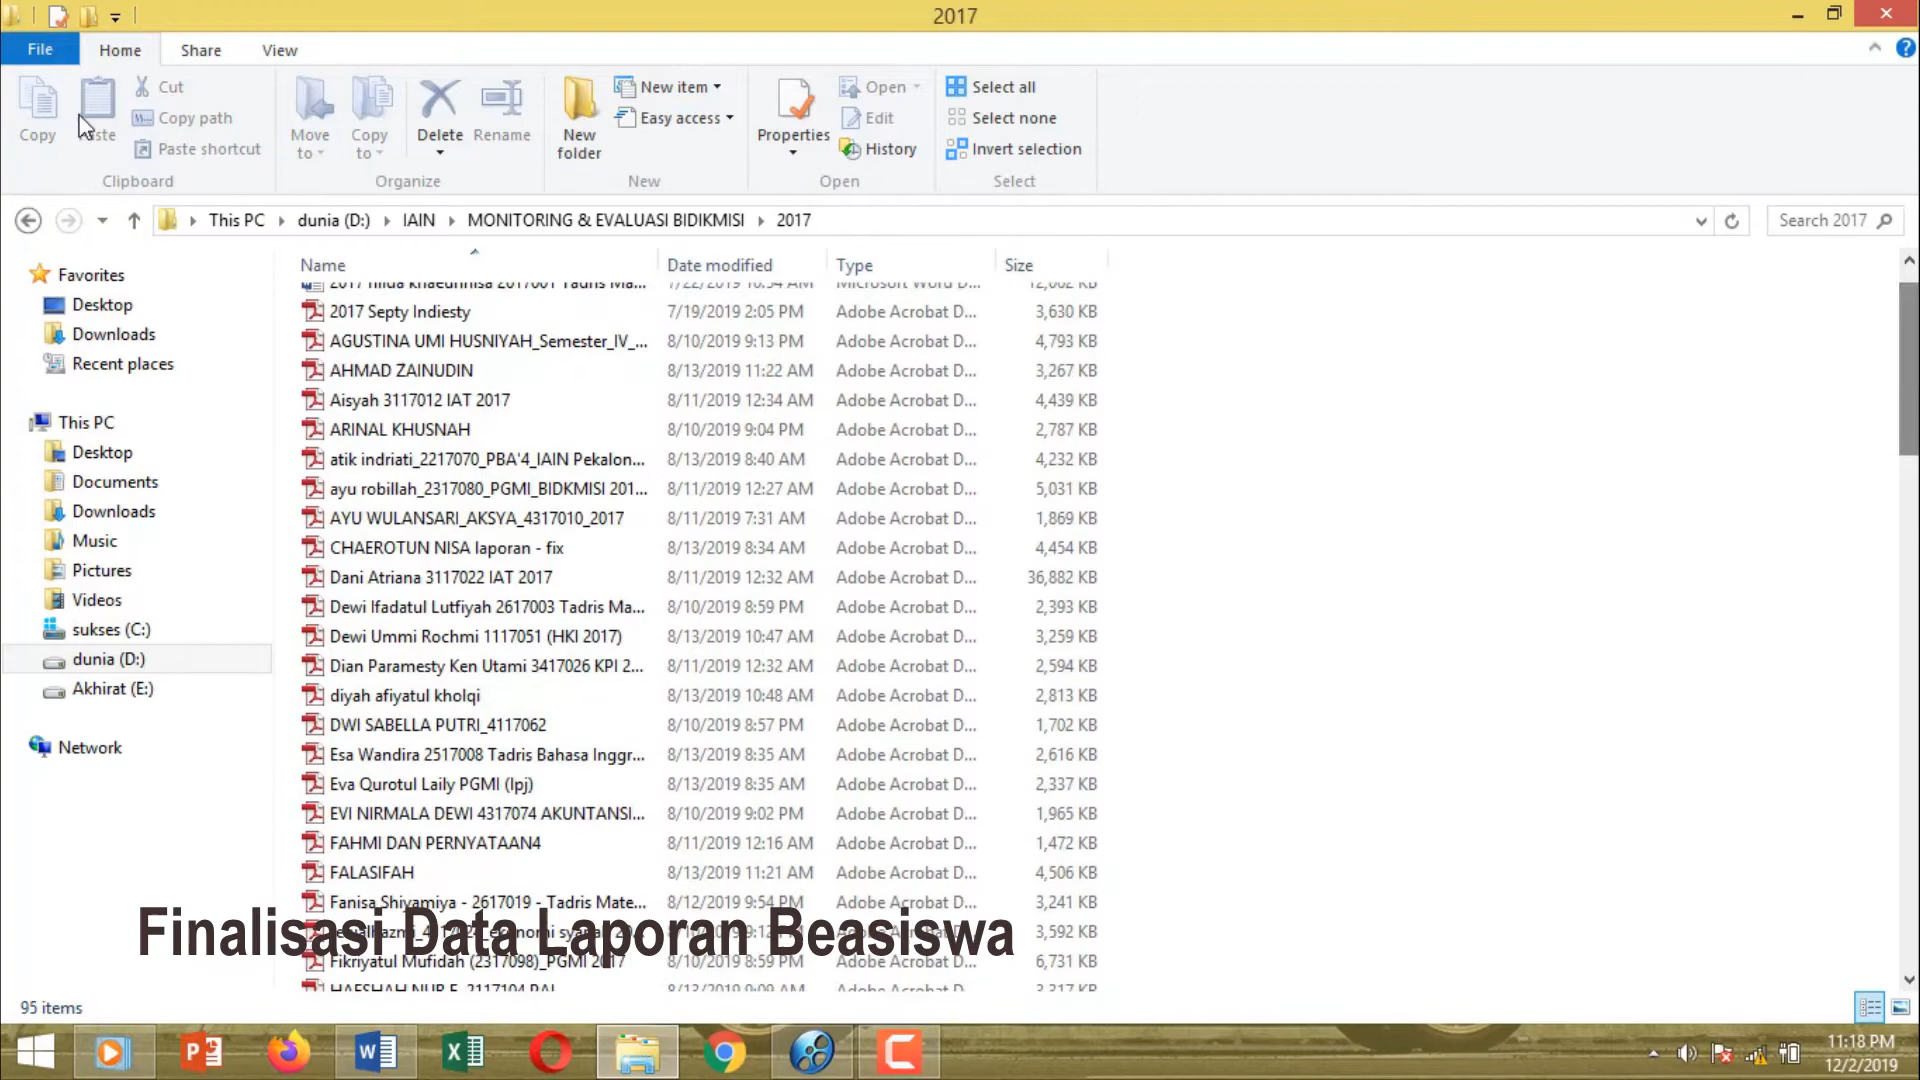 2017
File Home Share View
Copy
Cut
Copy path
Paste shortcut
Clipboard
Move to
Copy to
Delete
Rename
Organize
New folder
New item
Easy access
New
Properties
Open
Edit
History
Open
Select all
Select none
Invert selection
Select
This PC dunia (D:) IAIN MONITORING & EVALUASI BIDIKMISI 2017
Search 2017
Favorites
Desktop
Downloads
Recent places
This PC
Desktop
Documents
Downloads
Music
Pictures
Videos
sukses (C:)
dunia (D:)
Akhirat (E:)
Network
Name Date modified Type Size
2017 Septy Indiesty 7/19/2019 2:05 PM Adobe Acrobat D... 3,630 KB
AGUSTINA UMI HUSNIYAH_Semester_IV_... 8/10/2019 9:13 PM Adobe Acrobat D... 4,793 KB
AHMAD ZAINUDIN 8/13/2019 11:22 AM Adobe Acrobat D... 3,267 KB
Aisyah 3117012 IAT 2017 8/11/2019 12:34 AM Adobe Acrobat D... 4,439 KB
ARINAL KHUSNAH 8/10/2019 9:04 PM Adobe Acrobat D... 2,787 KB
atik indriati_2217070_PBA'4_IAIN Pekalon... 8/13/2019 8:40 AM Adobe Acrobat D... 4,232 KB
ayu robillah_2317080_PGMI_BIDKMISI 201... 8/11/2019 12:27 AM Adobe Acrobat D... 5,031 KB
AYU WULANSARI_AKSYA_4317010_2017 8/11/2019 7:31 AM Adobe Acrobat D... 1,869 KB
CHAEROTUN NISA laporan - fix 8/13/2019 8:34 AM Adobe Acrobat D... 4,454 KB
Dani Atriana 3117022 IAT 2017 8/11/2019 12:32 AM Adobe Acrobat D... 36,882 KB
Dewi Ifadatul Lutfiyah 2617003 Tadris Ma... 8/10/2019 8:59 PM Adobe Acrobat D... 2,393 KB
Dewi Ummi Rochmi 1117051 (HKI 2017) 8/13/2019 10:47 AM Adobe Acrobat D... 3,259 KB
Dian Paramesty Ken Utami 3417026 KPI 2... 8/11/2019 12:32 AM Adobe Acrobat D... 2,594 KB
diyah afiyatul kholqi 8/13/2019 10:48 AM Adobe Acrobat D... 2,813 KB
DWI SABELLA PUTRI_4117062 8/10/2019 8:57 PM Adobe Acrobat D... 1,702 KB
Esa Wandira 2517008 Tadris Bahasa Inggr... 8/13/2019 8:35 AM Adobe Acrobat D... 2,616 KB
Eva Qurotul Laily PGMI (lpj) 8/13/2019 8:35 AM Adobe Acrobat D... 2,337 KB
EVI NIRMALA DEWI 4317074 AKUNTANSI... 8/10/2019 9:02 PM Adobe Acrobat D... 1,965 KB
FAHMI DAN PERNYATAAN4 8/11/2019 12:16 AM Adobe Acrobat D... 1,472 KB
FALASIFAH 8/13/2019 11:21 AM Adobe Acrobat D... 4,506 KB
Fanisa Shiyamiya - 2617019 - Tadris Mate... 8/12/2019 9:54 PM Adobe Acrobat D... 3,241 KB
Adobe Acrobat D... 3,592 KB
Finalisasi Data Laporan Beasiswa
Fikriyatul Mufidah (2317098)_PGMI 2017 8/10/2019 8:59 PM Adobe Acrobat D... 6,731 KB
95 items
11:18 PM
12/2/2019